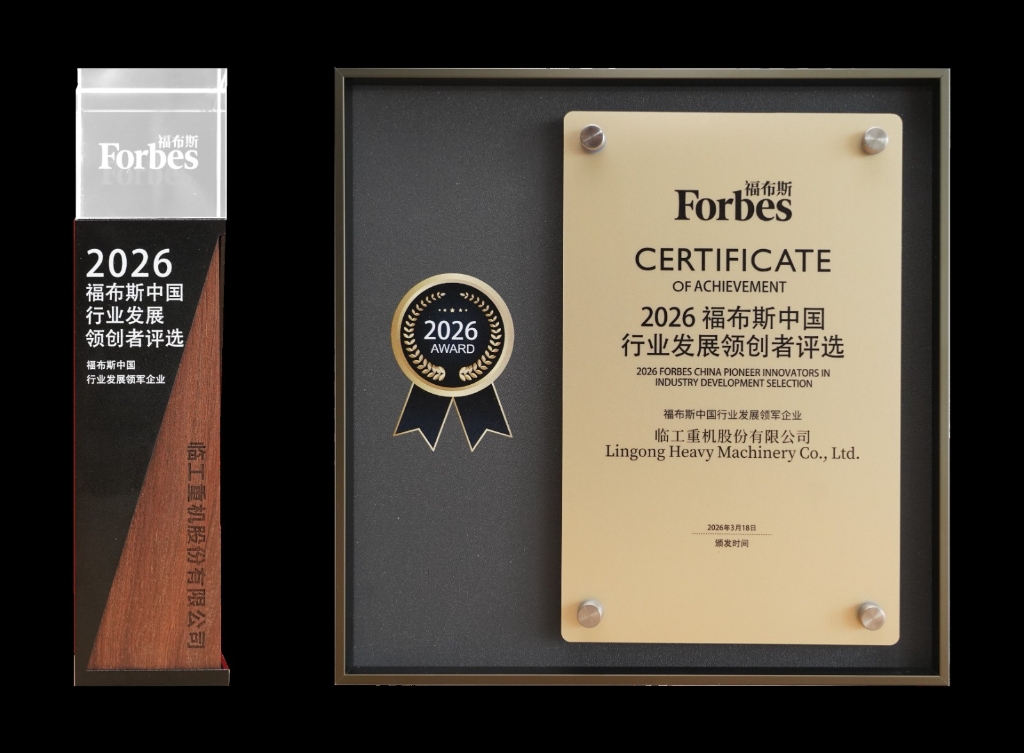 福布斯
Forbes
2026
福布斯中国
行业发展
领创者评选
福布斯中国
行业发展领军企业
临工重机股份有限公司
2026
AWARD
福布斯
Forbes
CERTIFICATE
OF ACHIEVEMENT
2026 福布斯中国
行业发展领创者评选
2026 FORBES CHINA PIONEER INNOVATORS IN
INDUSTRY DEVELOPMENT SELECTION
福布斯中国行业发展领军企业
临工重机股份有限公司
Lingong Heavy Machinery Co., Ltd.
2026年3月18日
颁发时间